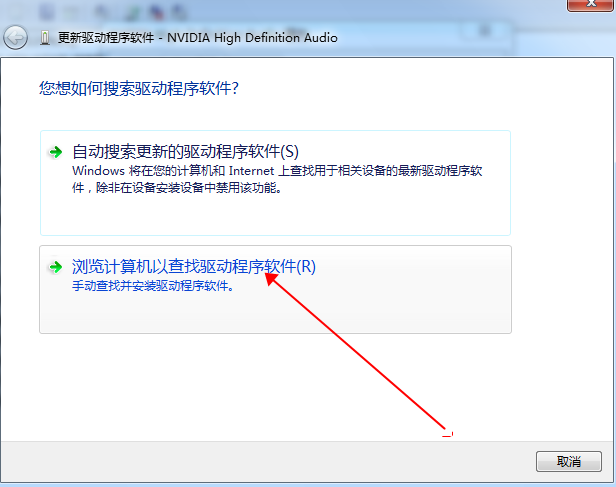 更新驱动程序软件 - NVIDIA High Definition Audio
您想如何搜索驱动程序软件?
自动搜索更新的驱动程序软件(S)
Windows 将在您的计算机和 Internet 上查找用于相关设备的最新驱动程序软
件，除非在设备安装设备中禁用该功能。
浏览计算机以查找驱动程序软件(R)
手动查找并安装驱动程序软件。
取消